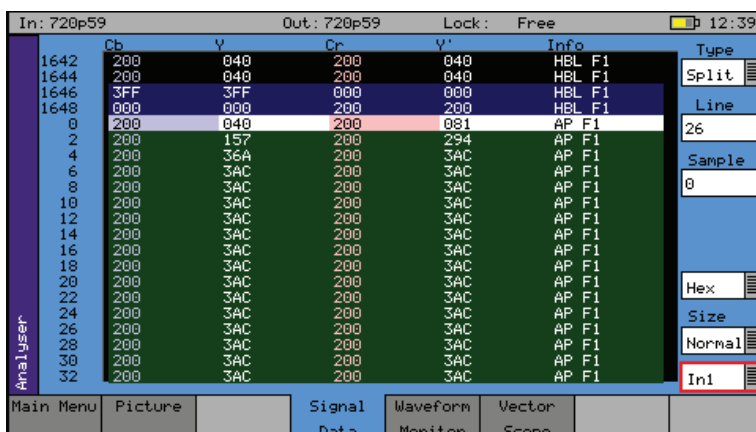 In: 720p59 Out: 720p59 Lock: Free 12:39
Cb Y Cr Y' Info
1642 200 040 200 040 HBL F1
1644 200 040 200 040 HBL F1
1646 3FF 3FF 000 000 HBL F1
1648 000 000 200 200 HBL F1
0 200 040 200 081 AP F1
2 200 157 200 294 AP F1
4 200 36A 200 3AC AP F1
6 200 3AC 200 3AC AP F1
8 200 3AC 200 3AC AP F1
10 200 3AC 200 3AC AP F1
12 200 3AC 200 3AC AP F1
14 200 3AC 200 3AC AP F1
16 200 3AC 200 3AC AP F1
18 200 3AC 200 3AC AP F1
20 200 3AC 200 3AC AP F1
22 200 3AC 200 3AC AP F1
24 200 3AC 200 3AC AP F1
26 200 3AC 200 3AC AP F1
28 200 3AC 200 3AC AP F1
30 200 3AC 200 3AC AP F1
32 200 3AC 200 3AC AP F1
Analyser
Type
Split
Line
26
Sample
0
Hex
Size
Normal
In1
Main Menu Picture Signal Waveform Vector
Data Monitor Scope